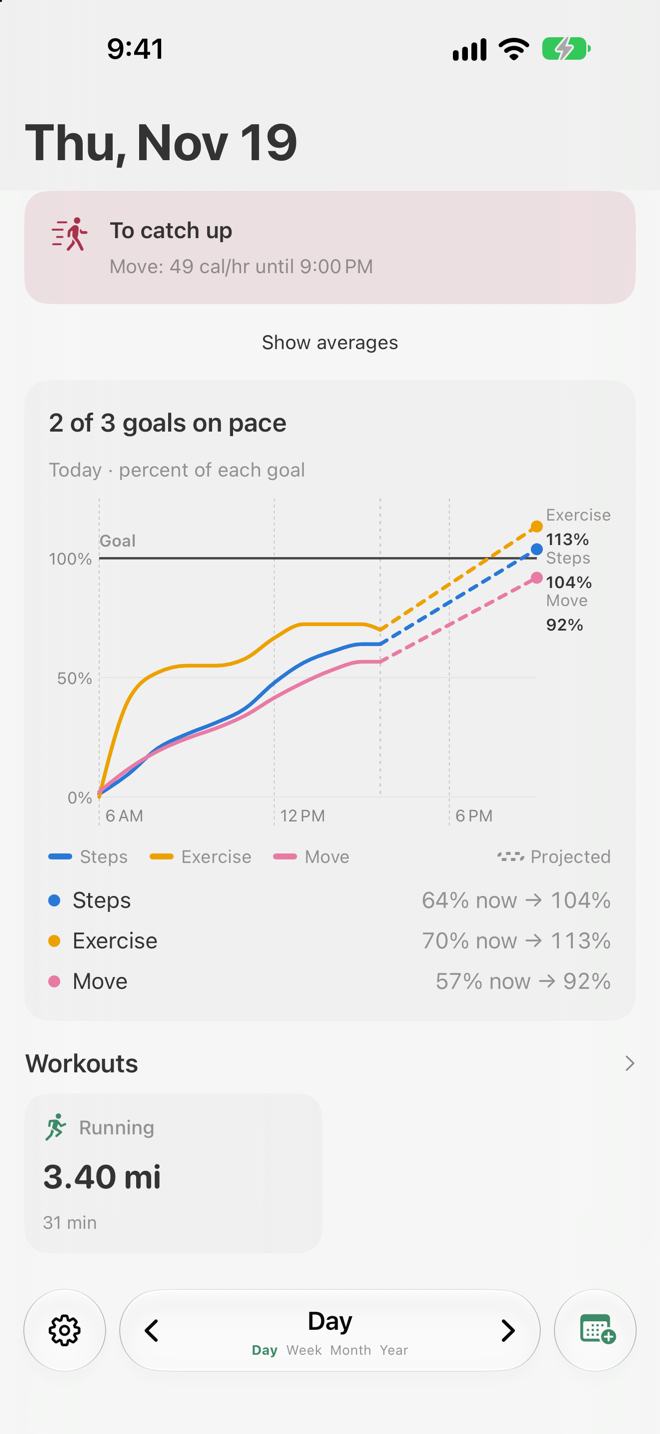 9:41
Thu, Nov 19
To catch up
Move: 49 cal/hr until 9:00 PM
Show averages
2 of 3 goals on pace
Today · percent of each goal
Exercise
113%
Steps
104%
Move
92%
Goal
100%
50%
0%
6 AM
12 PM
6 PM
Steps
Exercise
Move
Projected
Steps
64% now → 104%
Exercise
70% now → 113%
Move
57% now → 92%
Workouts
Running
3.40 mi
31 min
Day
Day Week Month Year